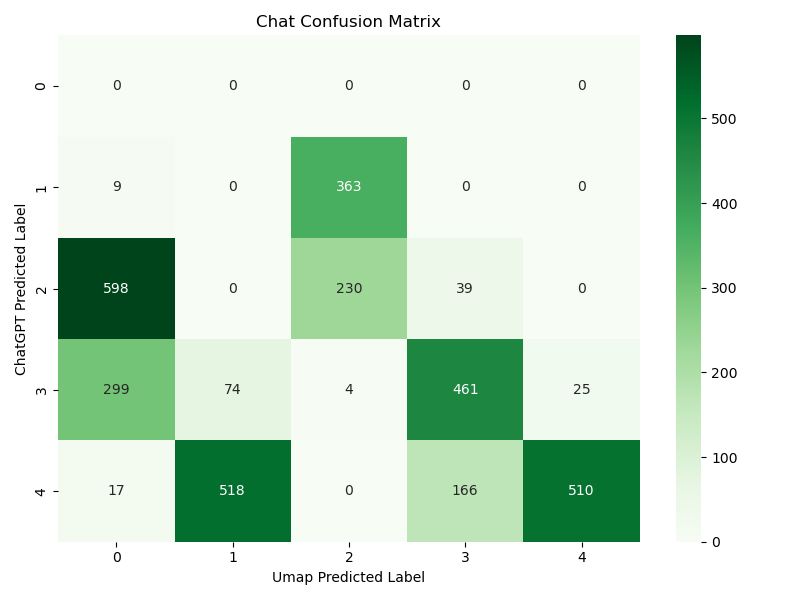 Chat Confusion Matrix
ChatGPT Predicted Label
0
0 0 0 0 0
1
9 0 363 0 0
2
598 0 230 39 0
3
299 74 4 461 25
4
17 518 0 166 510
0 1 2 3 4
Umap Predicted Label
500
400
300
200
100
0